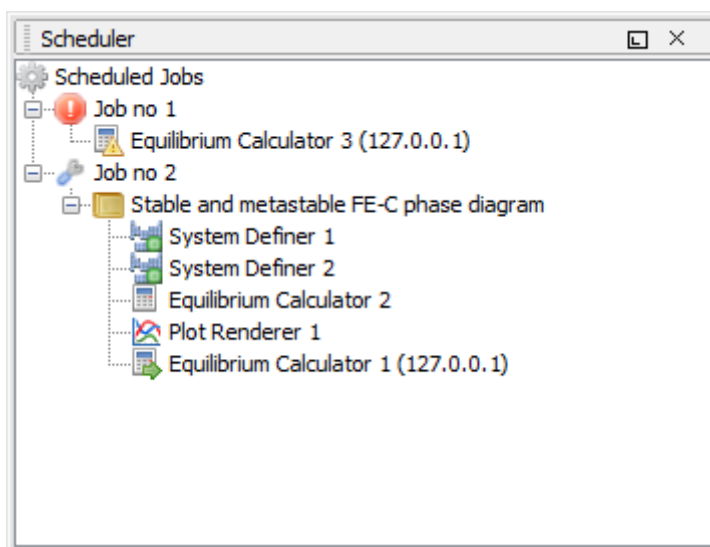 Scheduler
Scheduled Jobs
Job no 1
Equilibrium Calculator 3 (127.0.0.1)
Job no 2
Stable and metastable FE-C phase diagram
System Definer 1
System Definer 2
Equilibrium Calculator 2
Plot Renderer 1
Equilibrium Calculator 1 (127.0.0.1)